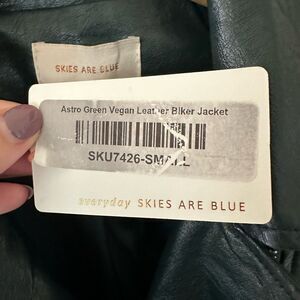 SKIES ARE BLUE
Astro Green Vegan Leather Biker Jacket
SKU7426-SMALL
everyday SKIES ARE BLUE